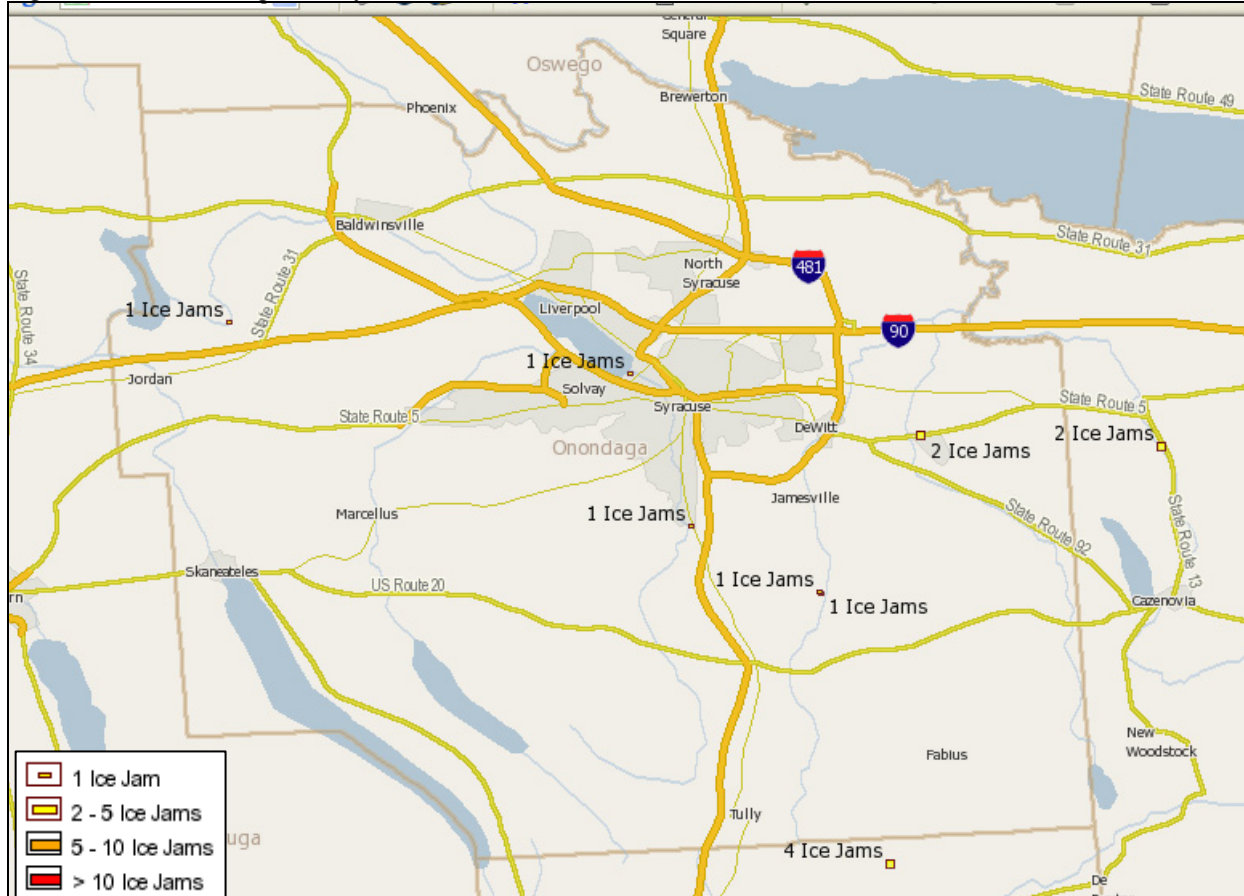 General
Square
Oswego
Brewerton
State Route 49
Phoenix
Baldwinsville
State Route 31
State Route 31
North
Syracuse
481
State Route 34
1 Ice Jams
Liverpool
90
1 Ice Jams
Jordan
Solvay
Syracuse
State Route 5
State Route 5
DeWitt
Onondaga
2 Ice Jams
2 Ice Jams
Jamesville
Marcellus
1 Ice Jams
State Route 92
State Route 13
Skaneateles
US Route 20
1 Ice Jams
1 Ice Jams
Cazenovia
rn
New
Woodstock
Fabius
Tully
4 Ice Jams
De
1 Ice Jam
2 - 5 Ice Jams
5 - 10 Ice Jams
> 10 Ice Jams
uga